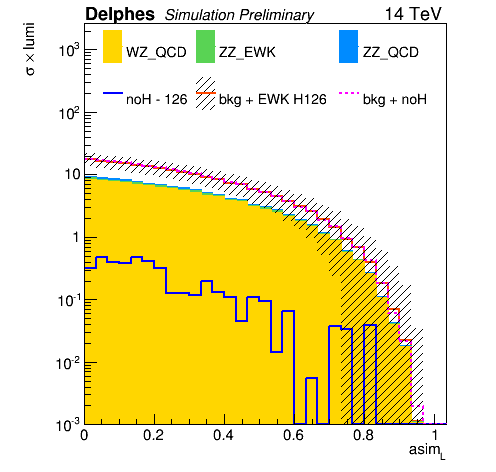 Delphes Simulation Preliminary 14 TeV
σ × lumi
WZ_QCD ZZ_EWK ZZ_QCD
noH - 126 bkg + EWK H126 bkg + noH
10³
10²
10
1
10⁻¹
10⁻²
10⁻³
0 0.2 0.4 0.6 0.8 1
asim_L